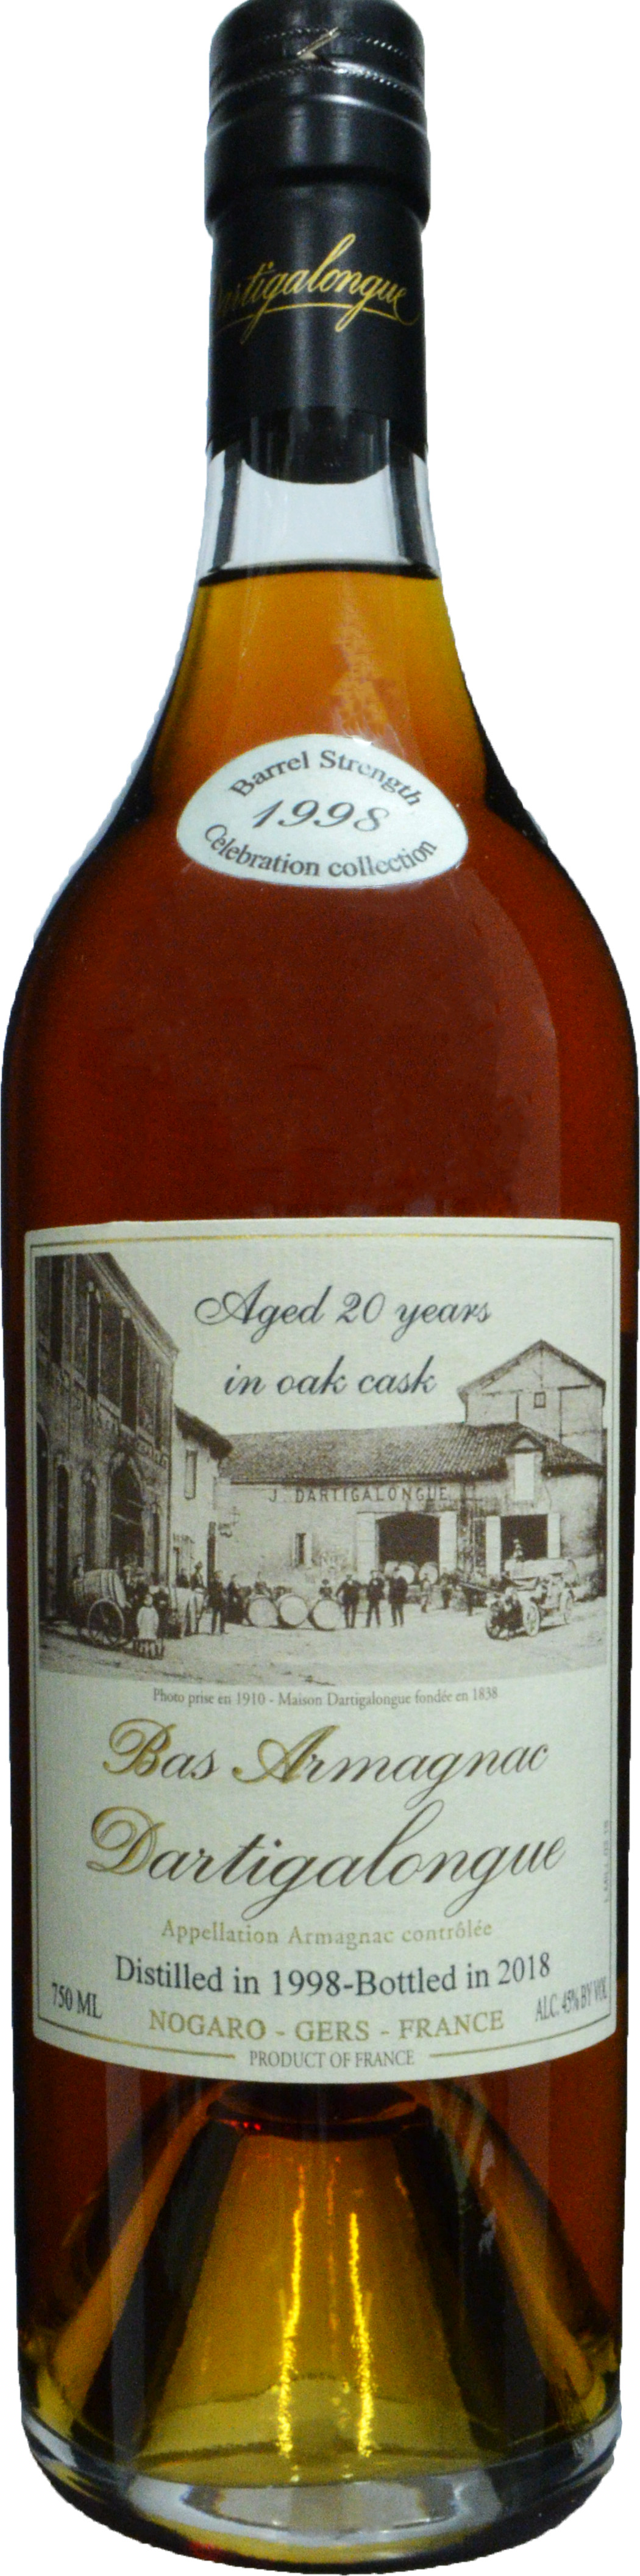 Dartigalongue
Barrel Strength
1998
Celebration collection
Aged 20 years
in oak cask
J. DARTIGALONGUE
Photo prise en 1910 - Maison Dartigalongue fondée en 1838
Bas Armagnac
Dartigalongue
Appellation Armagnac contrôlée
Distilled in 1998-Bottled in 2018
750 ML
ALC. 45% BY VOL
NOGARO - GERS - FRANCE
PRODUCT OF FRANCE